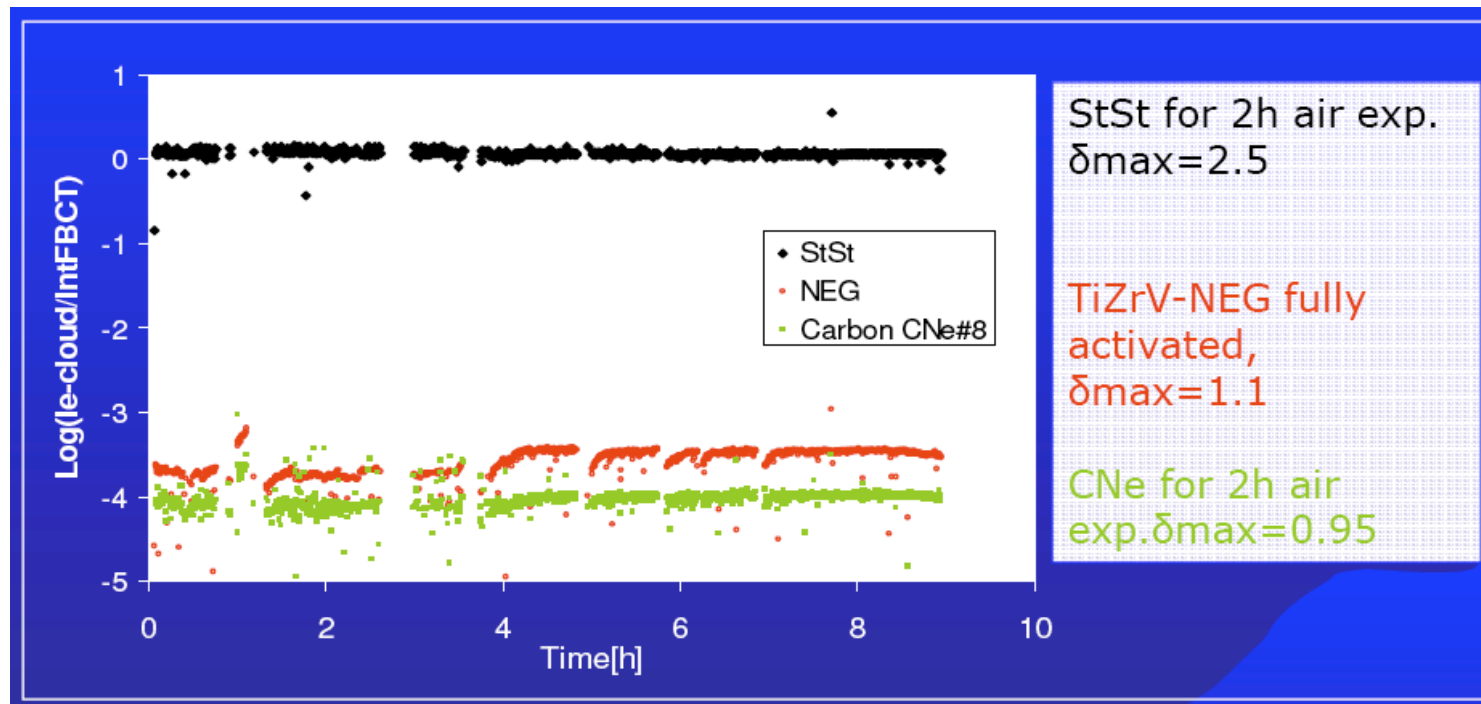 1
0
-1
-2
-3
-4
-5
Log(Ie-cloud/IntFBCT)
StSt
NEG
Carbon CNe#8
0 2 4 6 8 10
Time[h]
StSt for 2h air exp.
δmax=2.5
TiZrV-NEG fully
activated,
δmax=1.1
CNe for 2h air
exp.δmax=0.95